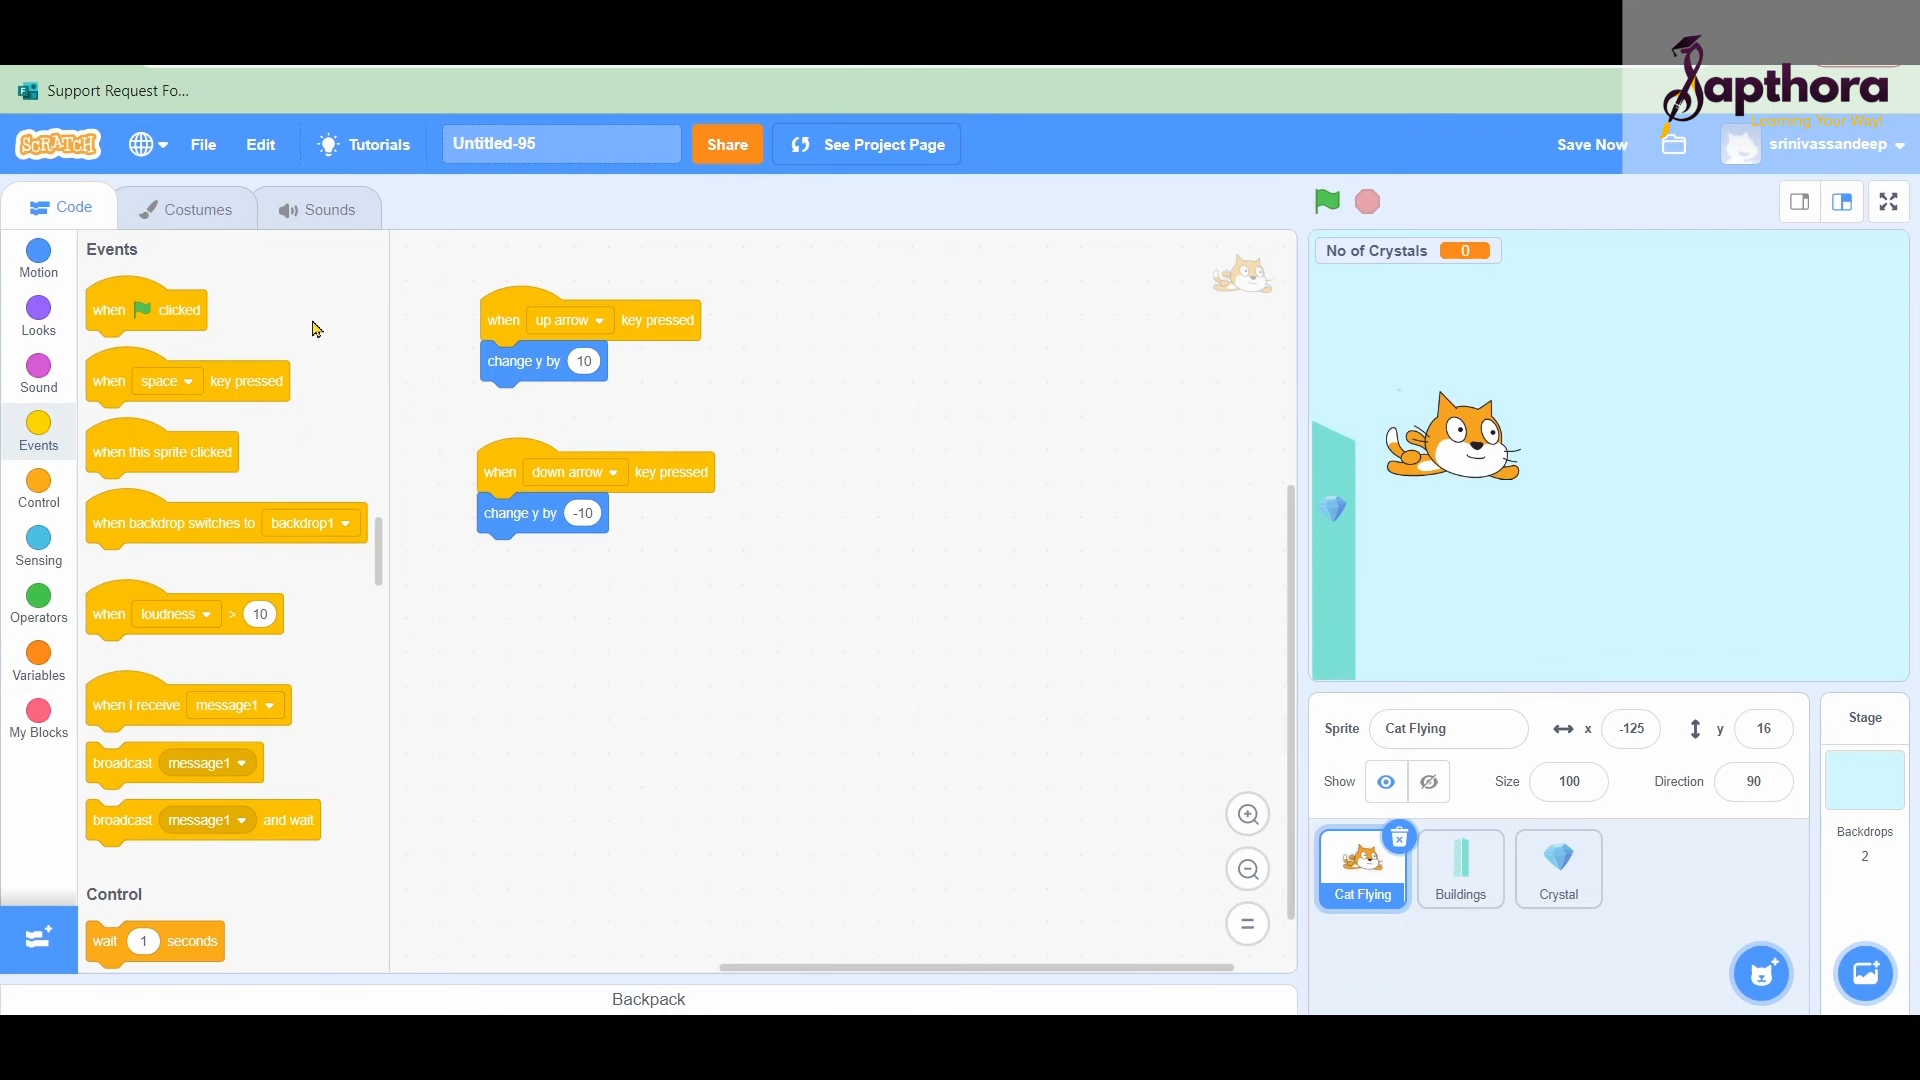 Support Request Fo...
Sapthora
Learning Your Way!
SCRATCH
File
Edit
Tutorials
Untitled-95
Share
See Project Page
Save Now
srinivassandeep
Code
Costumes
Sounds
Motion
Looks
Sound
Events
Control
Sensing
Operators
Variables
My Blocks
Events
when clicked
when space key pressed
when this sprite clicked
when backdrop switches to backdrop1
when loudness > 10
when I receive message1
broadcast message1
broadcast message1 and wait
Control
wait 1 seconds
when up arrow key pressed
change y by 10
when down arrow key pressed
change y by -10
Backpack
No of Crystals 0
Sprite Cat Flying x -125 y 16
Show Size 100 Direction 90
Cat Flying
Buildings
Crystal
Stage
Backdrops
2